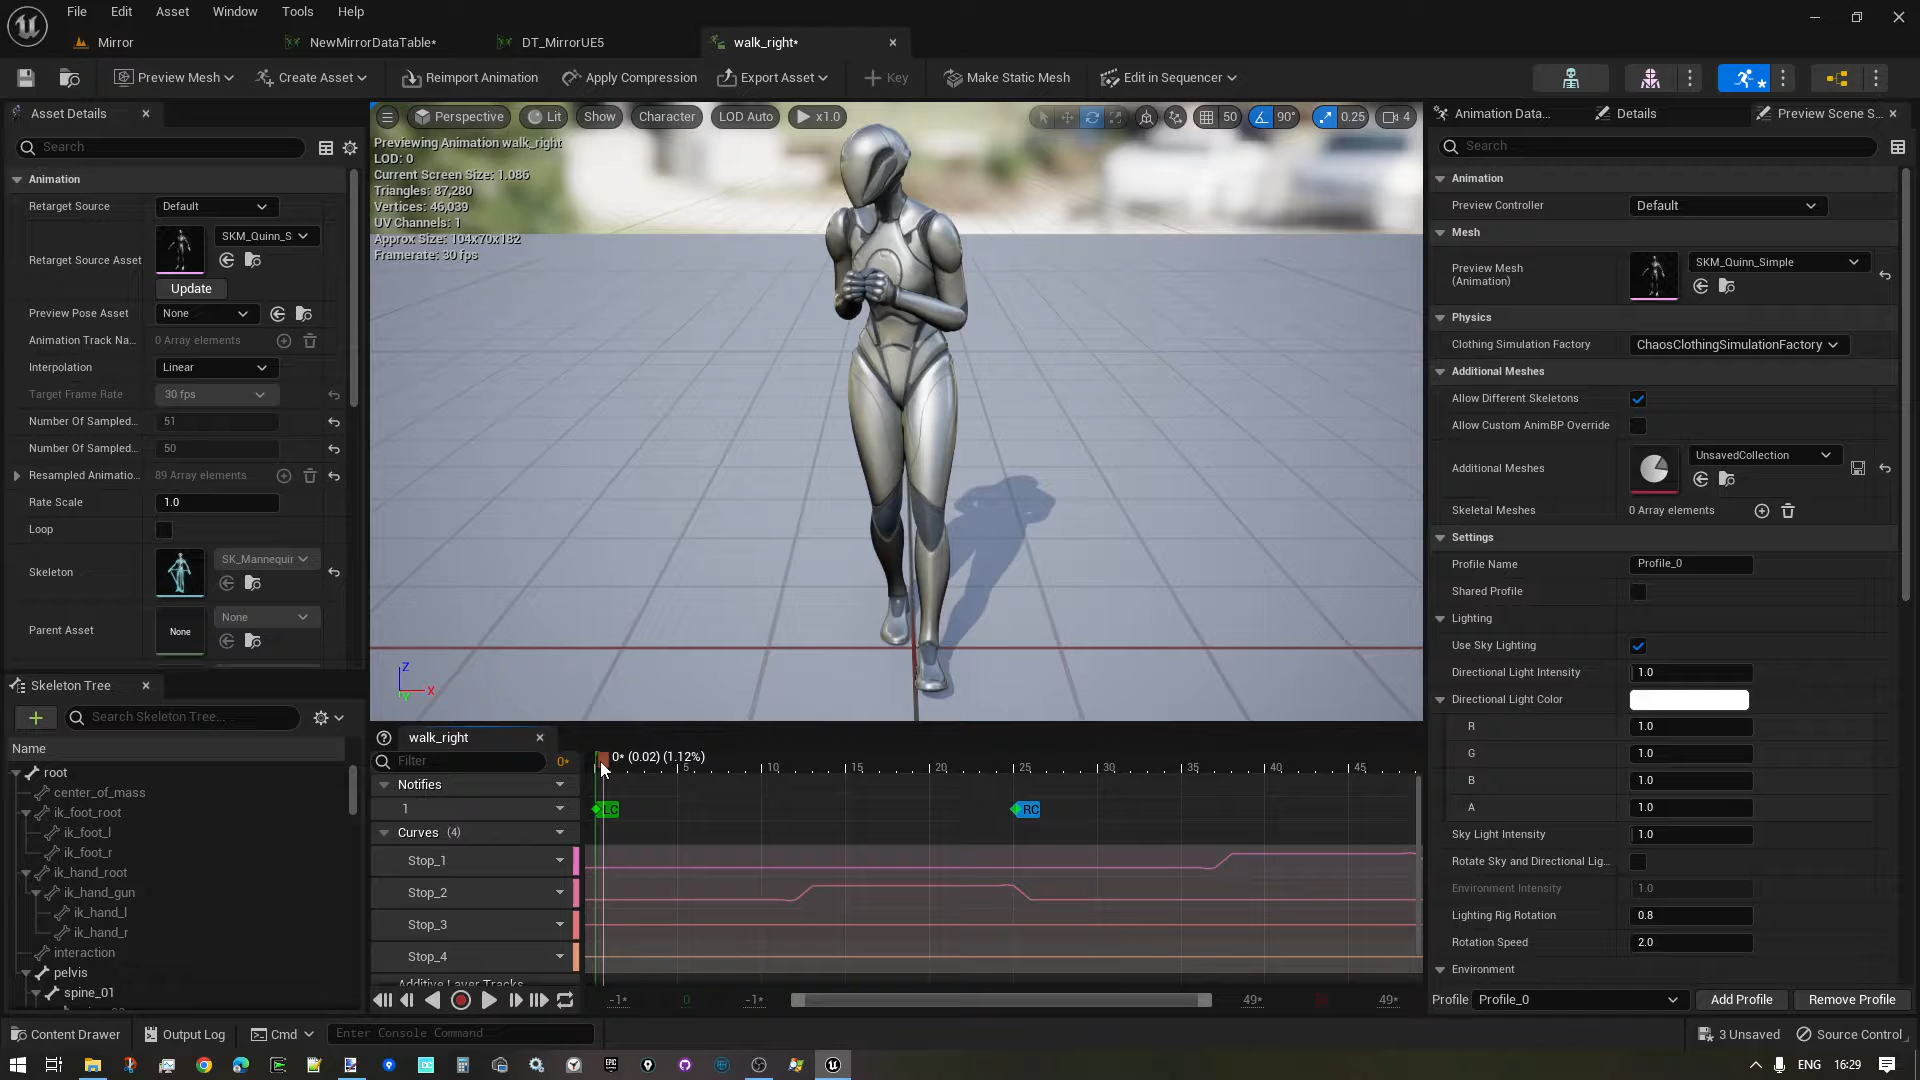 File Edit Asset Window Tools Help
Mirror NewMirrorDataTable* DT_MirrorUE5 walk_right*
Preview Mesh Create Asset Reimport Animation Apply Compression Export Asset Key Make Static Mesh Edit in Sequencer
Asset Details
Search
Animation
Retarget Source Default
Retarget Source Asset SKM_Quinn_S
Update
Preview Pose Asset None
Animation Track Na... 0 Array elements
Interpolation Linear
Target Frame Rate 30 fps
Number Of Sampled... 51
Number Of Sampled... 50
Resampled Animatio... 89 Array elements
Rate Scale 1.0
Loop
Skeleton SK_Mannequin
Parent Asset None None
Skeleton Tree
Search Skeleton Tree...
Name
root
center_of_mass
ik_foot_root
ik_foot_l
ik_foot_r
ik_hand_root
ik_hand_gun
ik_hand_l
ik_hand_r
interaction
pelvis
spine_01
Perspective Lit Show Character LOD Auto x1.0 50 90° 0.25 4
Previewing Animation walk_right
LOD: 0
Current Screen Size: 1.086
Triangles: 87,280
Vertices: 46,039
UV Channels: 1
Approx Size: 104x70x182
Framerate: 30 fps
Z
X
Y
walk_right
Filter 0*
0* (0.02) (1.12%)
5 10 15 20 25 30 35 40 45
Notifies
1 LC RC
Curves (4)
Stop_1
Stop_2
Stop_3
Stop_4
Additive Layer Tracks
-1* 0 -1* 49* 49*
Animation Data... Details Preview Scene S...
Search...
Animation
Preview Controller Default
Mesh
Preview Mesh
(Animation) SKM_Quinn_Simple
Physics
Clothing Simulation Factory ChaosClothingSimulationFactory
Additional Meshes
Allow Different Skeletons
Allow Custom AnimBP Override
Additional Meshes UnsavedCollection
Skeletal Meshes 0 Array elements
Settings
Profile Name Profile_0
Shared Profile
Lighting
Use Sky Lighting
Directional Light Intensity 1.0
Directional Light Color
R 1.0
G 1.0
B 1.0
A 1.0
Sky Light Intensity 1.0
Rotate Sky and Directional Lig...
Environment Intensity 1.0
Lighting Rig Rotation 0.8
Rotation Speed 2.0
Environment
Profile Profile_0 Add Profile Remove Profile
Content Drawer Output Log Cmd Enter Console Command 3 Unsaved Source Control
ENG 16:29